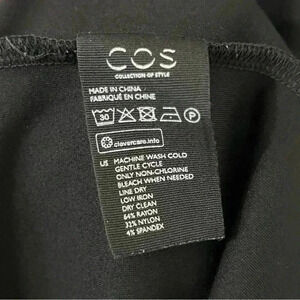 COS
COLLECTION OF STYLE
MADE IN CHINA
FABRIQUÉ EN CHINE
30 P
clevercare.info
US MACHINE WASH COLD
GENTLE CYCLE
ONLY NON-CHLORINE
BLEACH WHEN NEEDED
LINE DRY
LOW IRON
DRY CLEAN
64% RAYON
32% NYLON
4% SPANDEX